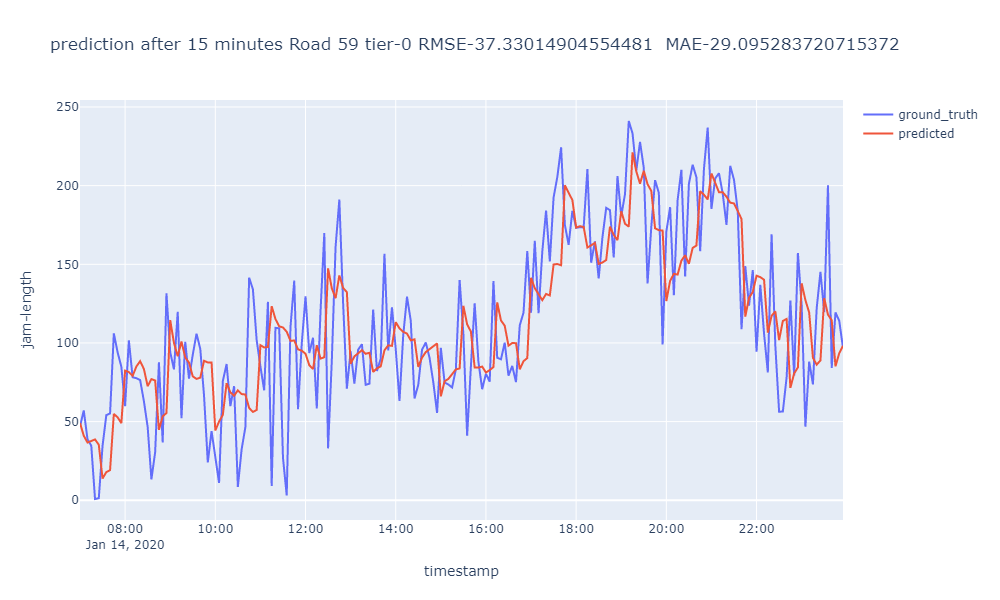 prediction after 15 minutes Road 59 tier-0 RMSE-37.33014904554481  MAE-29.095283720715372
ground_truth
predicted
250
200
150
100
50
0
jam-length
08:00 10:00 12:00 14:00 16:00 18:00 20:00 22:00
Jan 14, 2020
timestamp